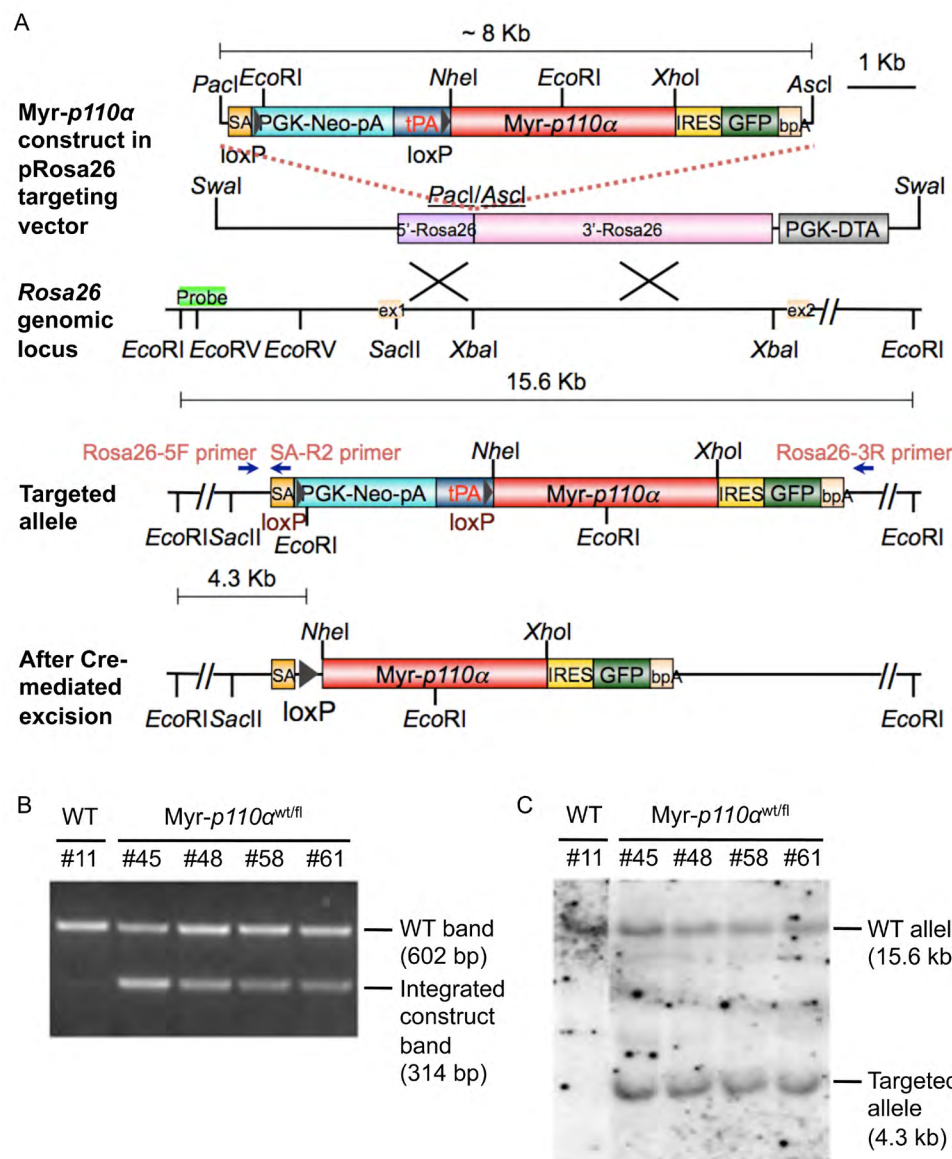 A
~ 8 Kb
1 Kb
PacI EcoRI NheI EcoRI XhoI AscI
Myr-p110α construct in pRosa26 targeting vector
SA PGK-Neo-pA tPA Myr-p110α IRES GFP bpA
loxP loxP
SwaI PacI/AscI SwaI
5'-Rosa26 3'-Rosa26 PGK-DTA
Rosa26 genomic locus
Probe ex1 ex2
EcoRI EcoRV EcoRV SacII XbaI XbaI EcoRI
15.6 Kb
Rosa26-5F primer SA-R2 primer NheI XhoI Rosa26-3R primer
Targeted allele
SA PGK-Neo-pA tPA Myr-p110α IRES GFP bpA
loxP loxP
EcoRI SacII EcoRI EcoRI EcoRI
4.3 Kb
NheI XhoI
After Cre-mediated excision
SA Myr-p110α IRES GFP bpA
loxP
EcoRI SacII EcoRI EcoRI
B
WT Myr-p110α wt/fl
#11 #45 #48 #58 #61
WT band
(602 bp)
Integrated
construct
band
(314 bp)
C
WT Myr-p110α wt/fl
#11 #45 #48 #58 #61
WT allel
(15.6 kb
Targeted
allele
(4.3 kb)